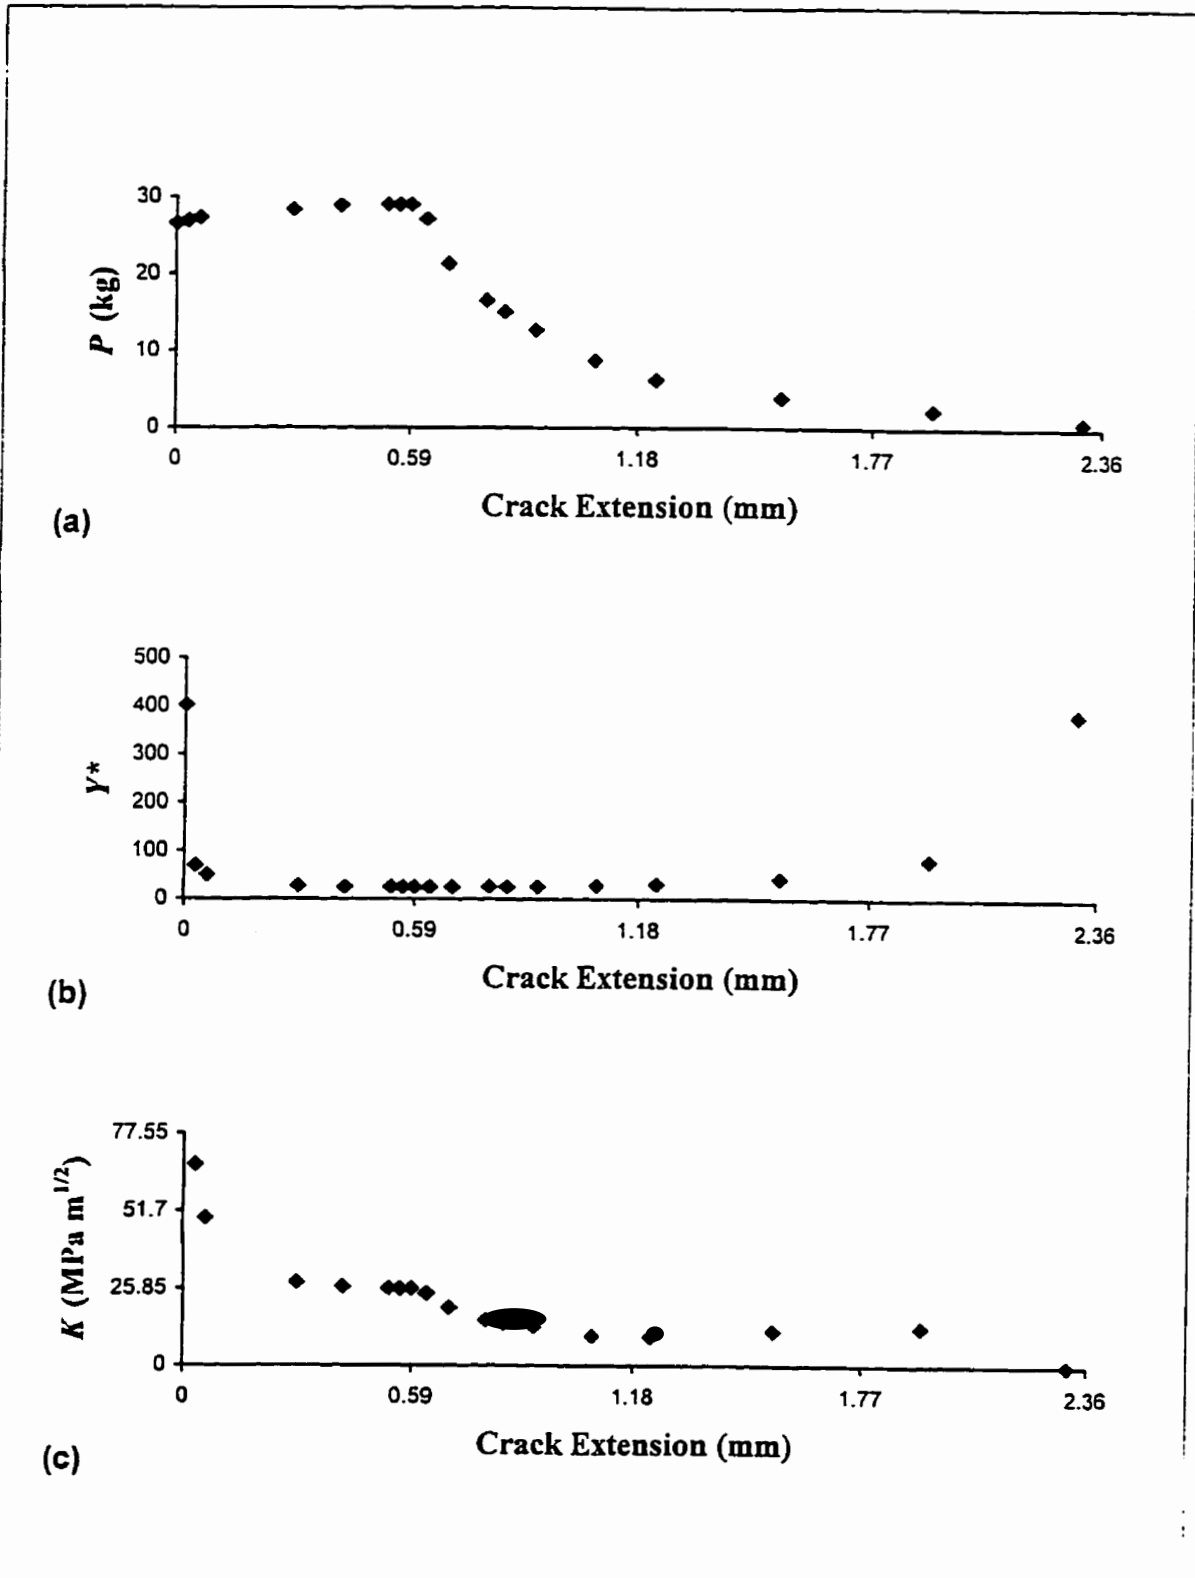 30
20
10
0
P (kg)
0 0.59 1.18 1.77 2.36
Crack Extension (mm)
(a)
500
400
300
200
100
0
Y*
0 0.59 1.18 1.77 2.36
Crack Extension (mm)
(b)
77.55
51.7
25.85
0
K (MPa m^1/2)
0 0.59 1.18 1.77 2.36
Crack Extension (mm)
(c)